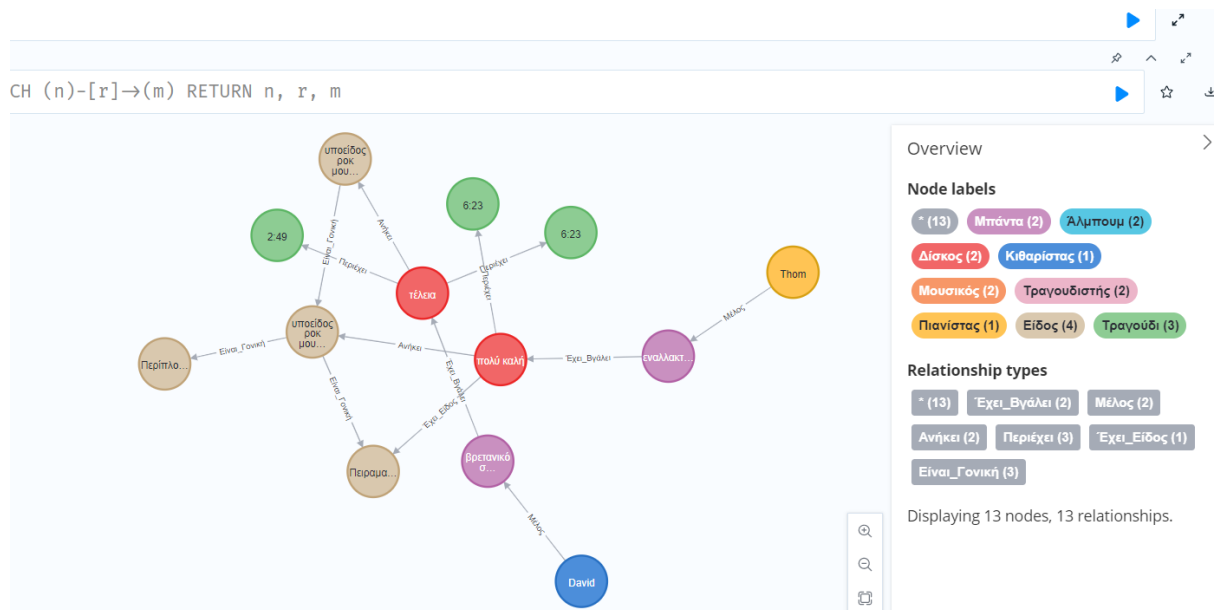 CH (n)-[r]→(m) RETURN n, r, m
Overview
Node labels
* (13) Μπάντα (2) Άλμπουμ (2)
Δίσκος (2) Κιθαρίστας (1)
Μουσικός (2) Τραγουδιστής (2)
Πιανίστας (1) Είδος (4) Τραγούδι (3)
Relationship types
* (13) Έχει_Βγάλει (2) Μέλος (2)
Ανήκει (2) Περιέχει (3) Έχει_Είδος (1)
Είναι_Γονική (3)
Displaying 13 nodes, 13 relationships.
υποείδος
ροκ
μου...
2:49
6:23
6:23
Thom
τέλεια
υποείδος
ροκ
μου...
Περίπλο...
πολύ καλή
εναλλακτ...
Πειραμα...
βρετανικό
σ...
David
Ανήκει
Είναι_Γονική
Περιέχει
Περιέχει
Περιέχει
Μέλος
Είναι_Γονική
Ανήκει
Έχει_Βγάλει
Έχει_Βγάλει
Είναι_Γονική
Έχει_Είδος
Μέλος